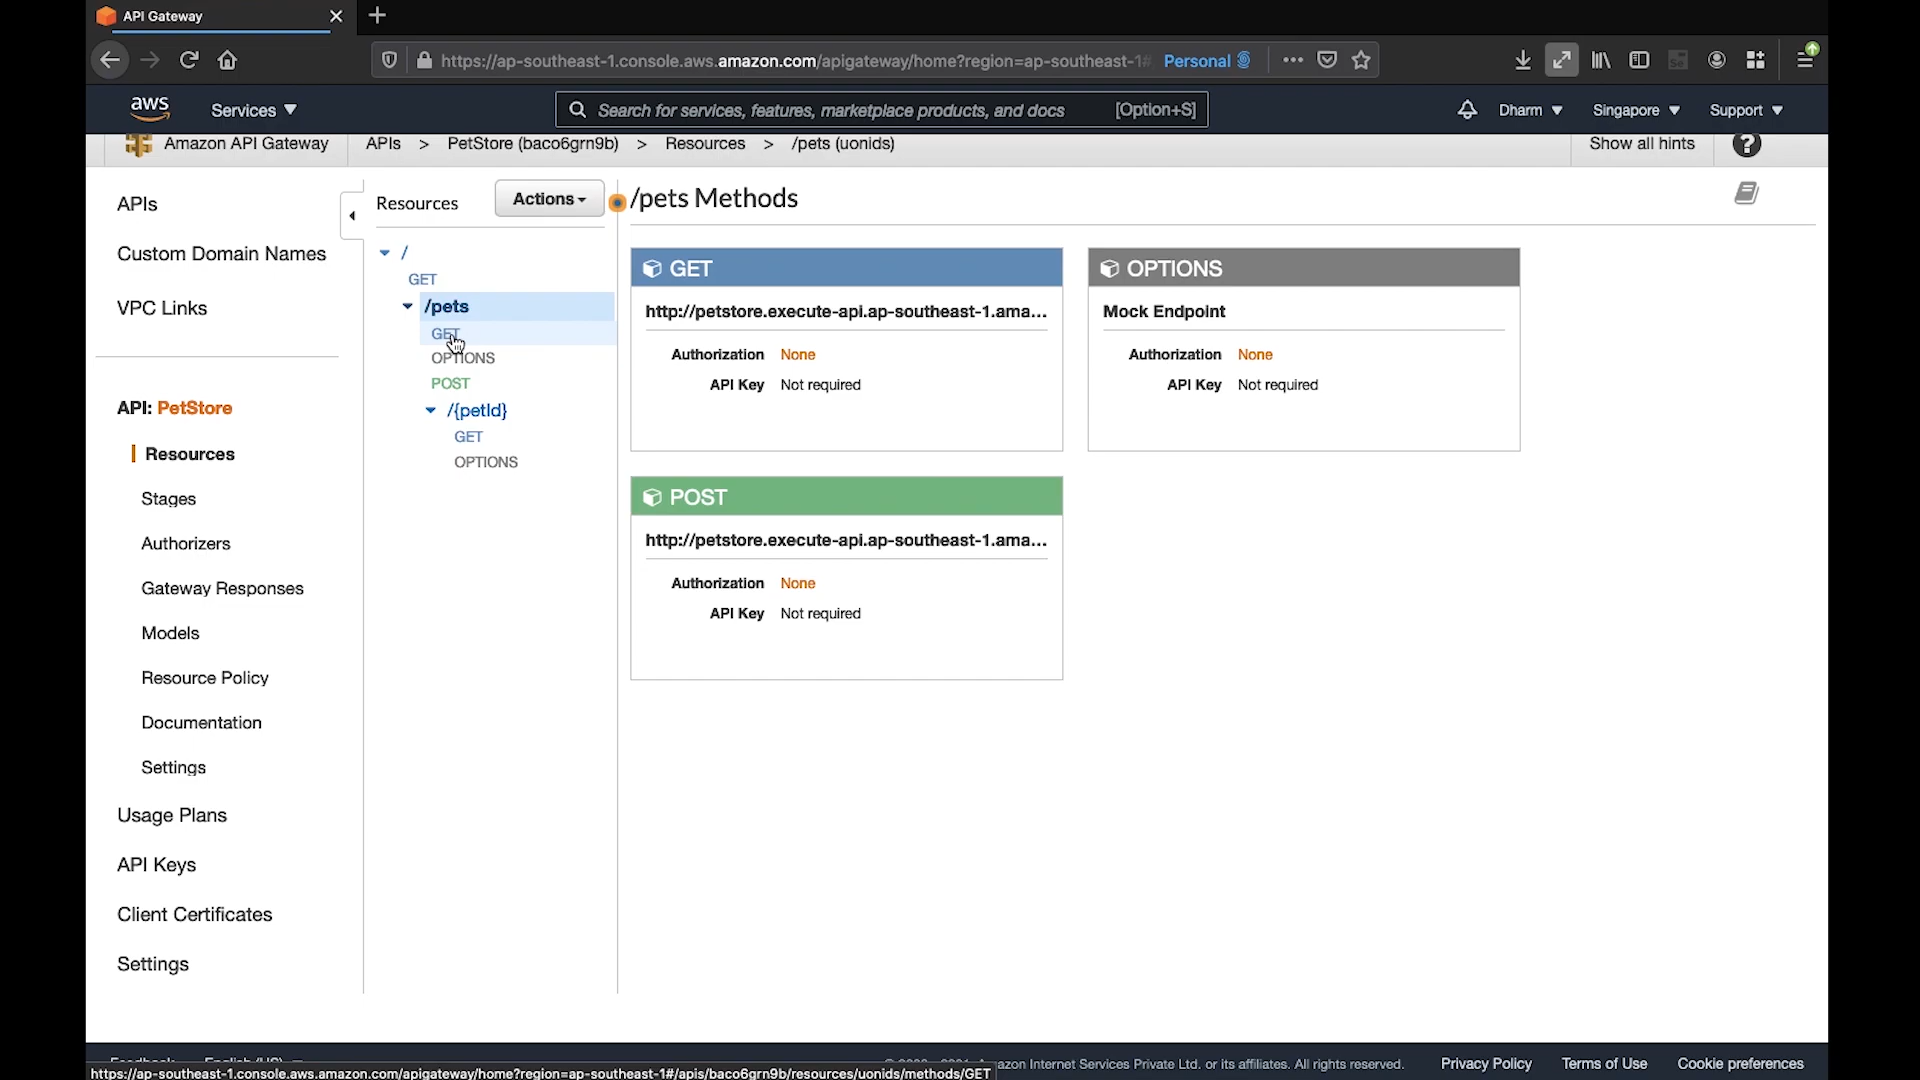 API Gateway
https://ap-southeast-1.console.aws.amazon.com/apigateway/home?region=ap-southeast-1# Personal
aws Services Search for services, features, marketplace products, and docs [Option+S] Dharm Singapore Support
Amazon API Gateway APIs > PetStore (baco6grn9b) > Resources > /pets (uonids) Show all hints ?
APIs
Custom Domain Names
VPC Links
API: PetStore
Resources
Stages
Authorizers
Gateway Responses
Models
Resource Policy
Documentation
Settings
Usage Plans
API Keys
Client Certificates
Settings
Resources Actions
/
GET
/pets
GET
OPTIONS
POST
/{petId}
GET
OPTIONS
/pets Methods
GET
http://petstore.execute-api.ap-southeast-1.ama...
Authorization None
API Key Not required
OPTIONS
Mock Endpoint
Authorization None
API Key Not required
POST
http://petstore.execute-api.ap-southeast-1.ama...
Authorization None
API Key Not required
Feedback English (US)
zon Internet Services Private Ltd. or its affiliates. All rights reserved. Privacy Policy Terms of Use Cookie preferences
https://ap-southeast-1.console.aws.amazon.com/apigateway/home?region=ap-southeast-1#/apis/baco6grn9b/resources/uonids/methods/GET